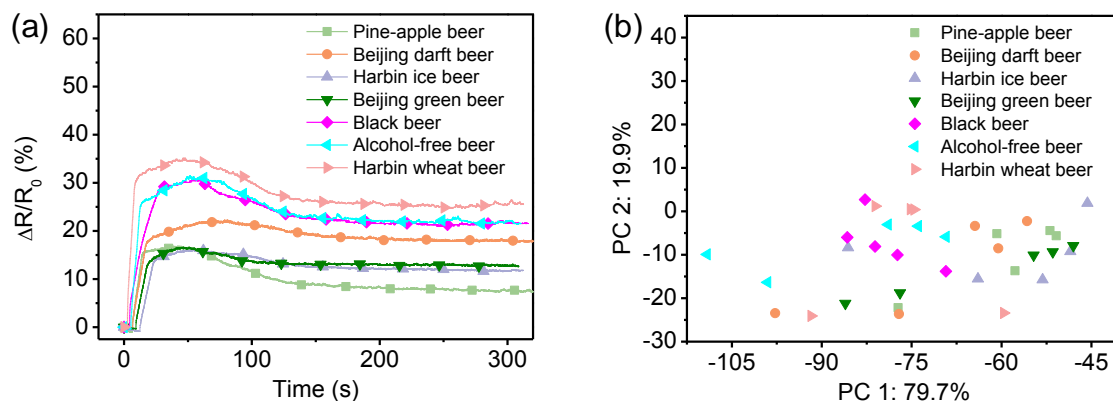 (a)
60
50
40
30
20
10
0
ΔR/R0 (%)
0
100
200
300
Time (s)
Pine-apple beer
Beijing darft beer
Harbin ice beer
Beijing green beer
Black beer
Alcohol-free beer
Harbin wheat beer
(b)
40
30
20
10
0
-10
-20
-30
PC 2: 19.9%
-105
-90
-75
-60
-45
PC 1: 79.7%
Pine-apple beer
Beijing darft beer
Harbin ice beer
Beijing green beer
Black beer
Alcohol-free beer
Harbin wheat beer